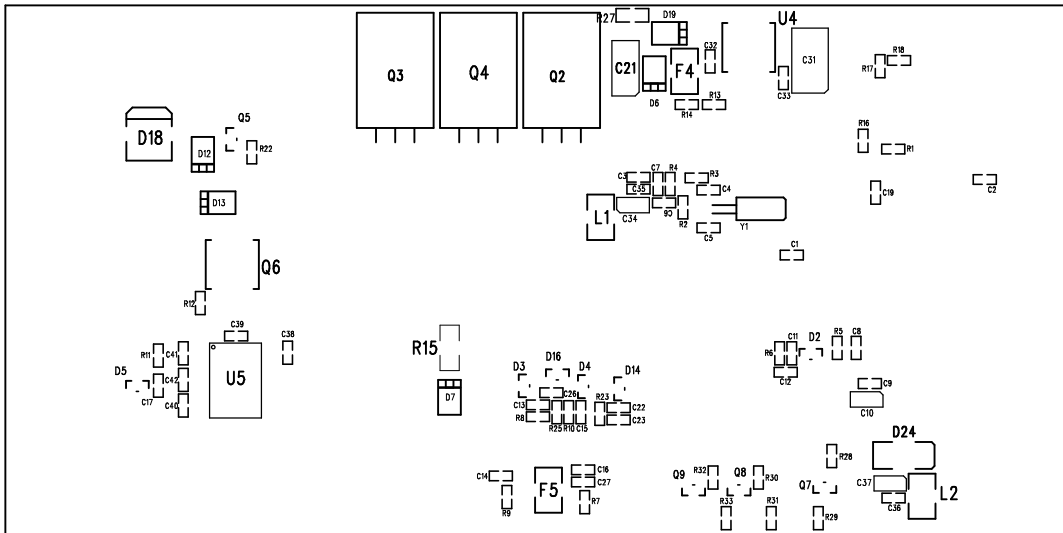 R27
D19
U4
Q3
Q4
Q2
C21
F4
C32
C31
C33
R17
R18
D6
R14
R13
Q5
D18
D12
R22
R16
R1
C3
C7
R4
R3
C35
C4
C2
C19
D13
L1
C34
C6
R2
C5
Y1
C1
Q6
R12
C39
C38
R15
R11
C41
D5
C42
U5
C17
C40
D7
D3
D16
D4
D14
C26
C13
R8
R25
R10
C15
R23
C22
C23
R6
C11
D2
R5
C8
C12
C9
C10
D24
R28
C14
R9
F5
C16
C27
R7
Q9
R32
Q8
R30
Q7
C37
C36
L2
R33
R31
R29